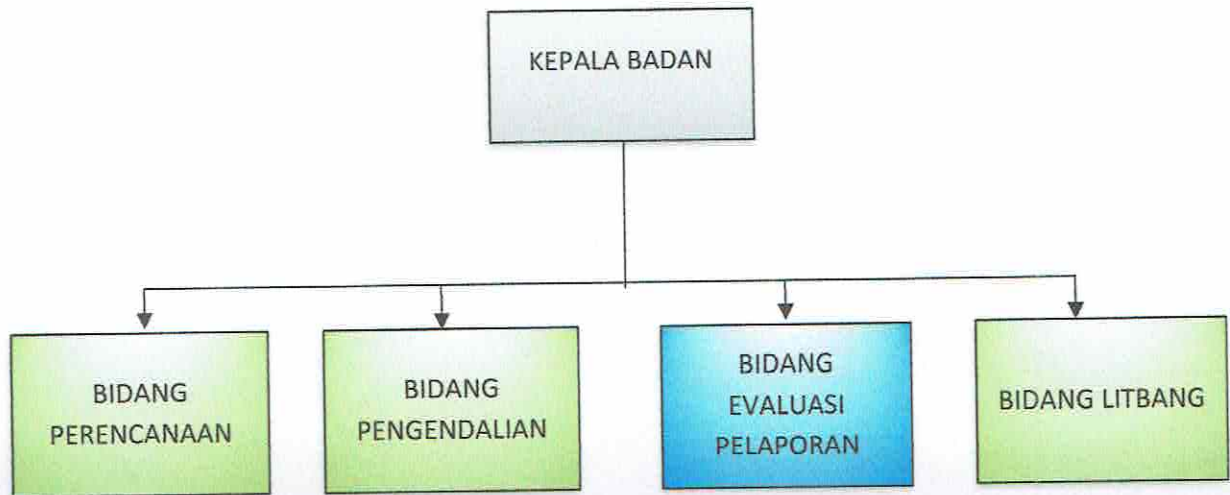 KEPALA BADAN
BIDANG
PERENCANAAN
BIDANG
PENGENDALIAN
BIDANG
EVALUASI
PELAPORAN
BIDANG LITBANG